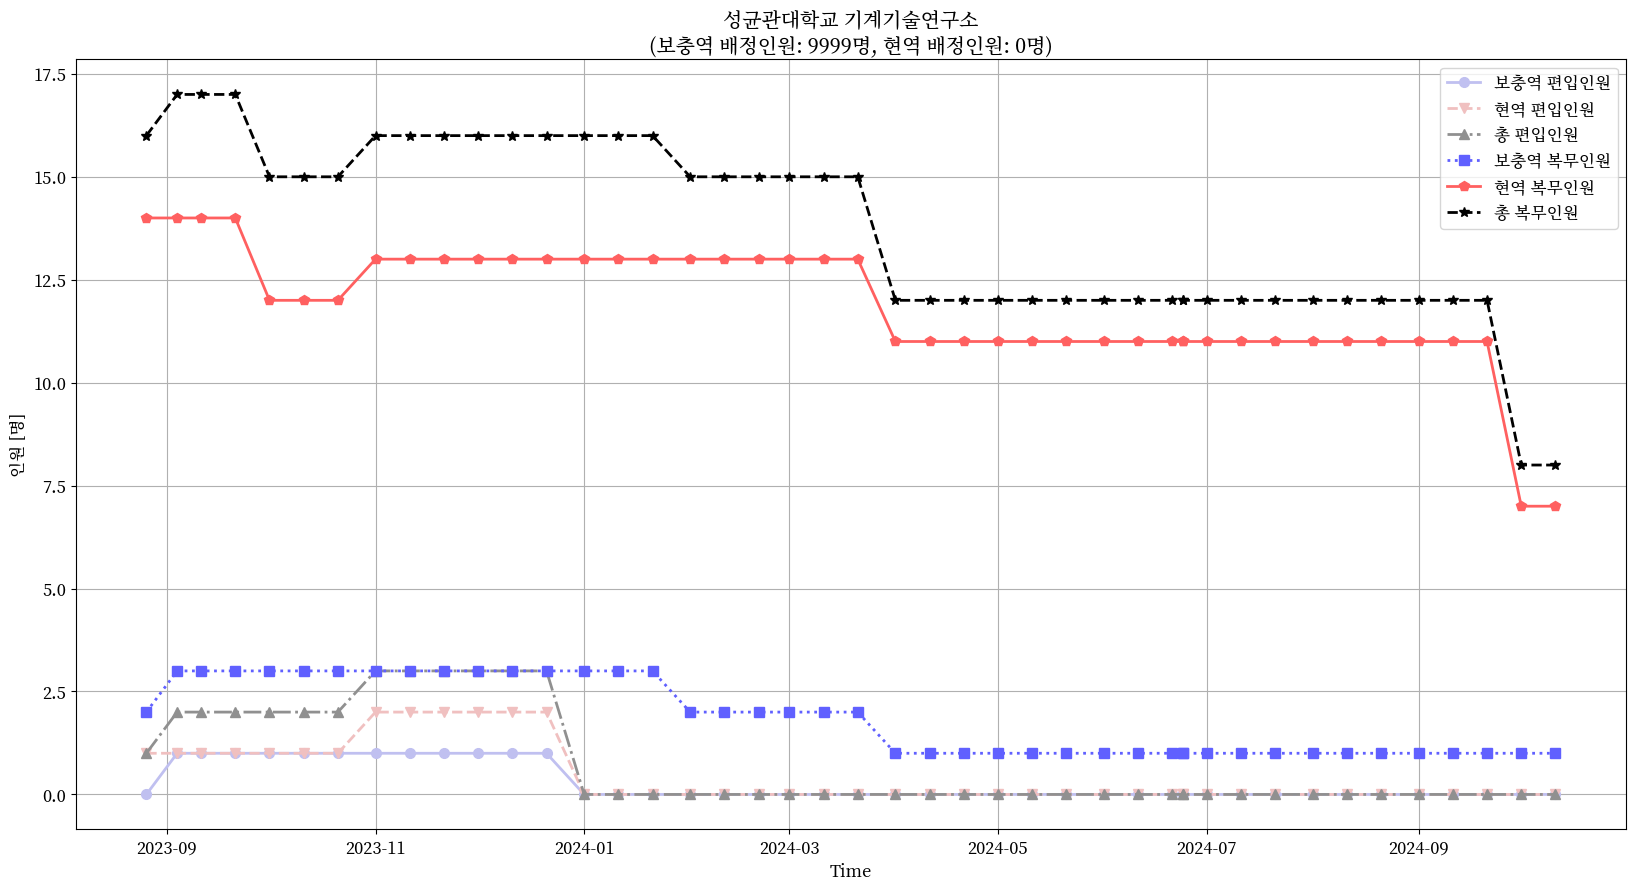 성균관대학교 기계기술연구소
(보충역 배정인원: 9999명, 현역 배정인원: 0명)
보충역 편입인원
현역 편입인원
총 편입인원
보충역 복무인원
현역 복무인원
총 복무인원
17.5
15.0
12.5
10.0
7.5
5.0
2.5
0.0
인원 [명]
2023-09
2023-11
2024-01
2024-03
2024-05
2024-07
2024-09
Time